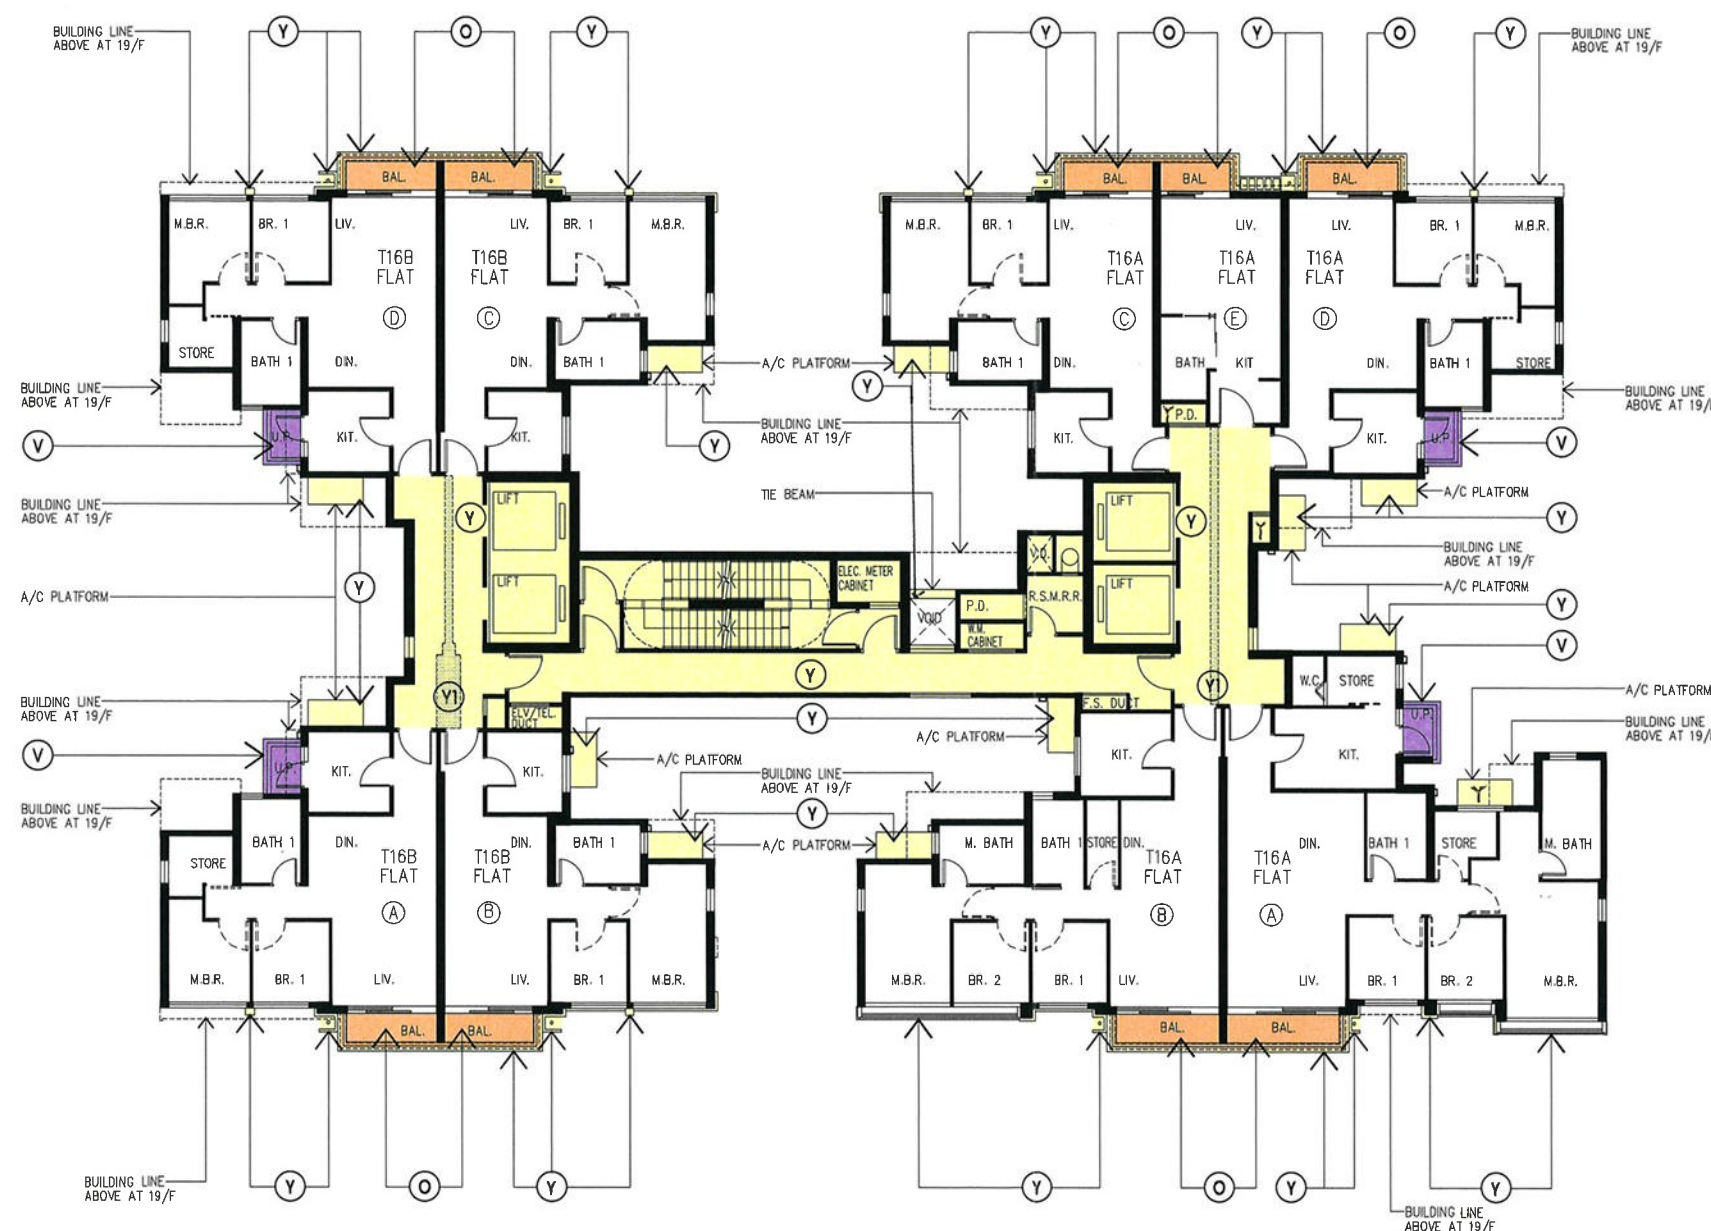 BUILDING LINE
ABOVE AT 19/F
Y
O
Y
Y
O
Y
O
Y
BUILDING LINE
ABOVE AT 19/F
BAL.
BAL.
BAL.
BAL.
BAL.
M.B.R.
BR. 1
LIV.
LIV.
BR. 1
M.B.R.
M.B.R.
BR. 1
LIV.
LIV.
LIV.
BR. 1
M.B.R.
T16B
FLAT
D
T16B
FLAT
C
T16A
FLAT
C
T16A
FLAT
E
T16A
FLAT
D
STORE
BATH 1
DIN.
DIN.
BATH 1
A/C PLATFORM
Y
BATH 1
DIN.
BATH
KIT
DIN.
BATH 1
STORE
BUILDING LINE
ABOVE AT 19/F
BUILDING LINE
ABOVE AT 19/F
BUILDING LINE
ABOVE AT 19/F
Y
P.D.
Y
V
U.P.
KIT.
KIT.
Y
KIT.
KIT.
U.P.
V
BUILDING LINE
ABOVE AT 19/F
LIFT
Y
TIE BEAM
LIFT
Y
Y
A/C PLATFORM
Y
BUILDING LINE
ABOVE AT 19/F
A/C PLATFORM
Y
A/C PLATFORM
Y
LIFT
ELEC. METER
CABINET
V.D.
R.S.M.R.R.
LIFT
VOID
P.D.
W.M.
CABINET
Y
V
BUILDING LINE
ABOVE AT 19/F
Y1
Y
Y1
W.C.
STORE
A/C PLATFORM
ELV/TEL.
DUCT
F.S. DUCT
Y
U.P.
BUILDING LINE
ABOVE AT 19/F
V
U.P.
KIT.
KIT.
A/C PLATFORM
A/C PLATFORM
KIT.
KIT.
BUILDING LINE
ABOVE AT 19/F
BUILDING LINE
ABOVE AT 19/F
Y
Y
STORE
BATH 1
DIN.
DIN.
BATH 1
A/C PLATFORM
M. BATH
BATH 1
STORE
DIN.
DIN.
BATH 1
STORE
M. BATH
T16B
FLAT
A
T16B
FLAT
B
T16A
FLAT
B
T16A
FLAT
A
M.B.R.
BR. 1
LIV.
LIV.
BR. 1
M.B.R.
M.B.R.
BR. 2
BR. 1
LIV.
LIV.
BR. 1
BR. 2
M.B.R.
BAL.
BAL.
BAL.
BAL.
BUILDING LINE
ABOVE AT 19/F
Y
O
Y
Y
O
Y
Y
BUILDING LINE
ABOVE AT 19/F